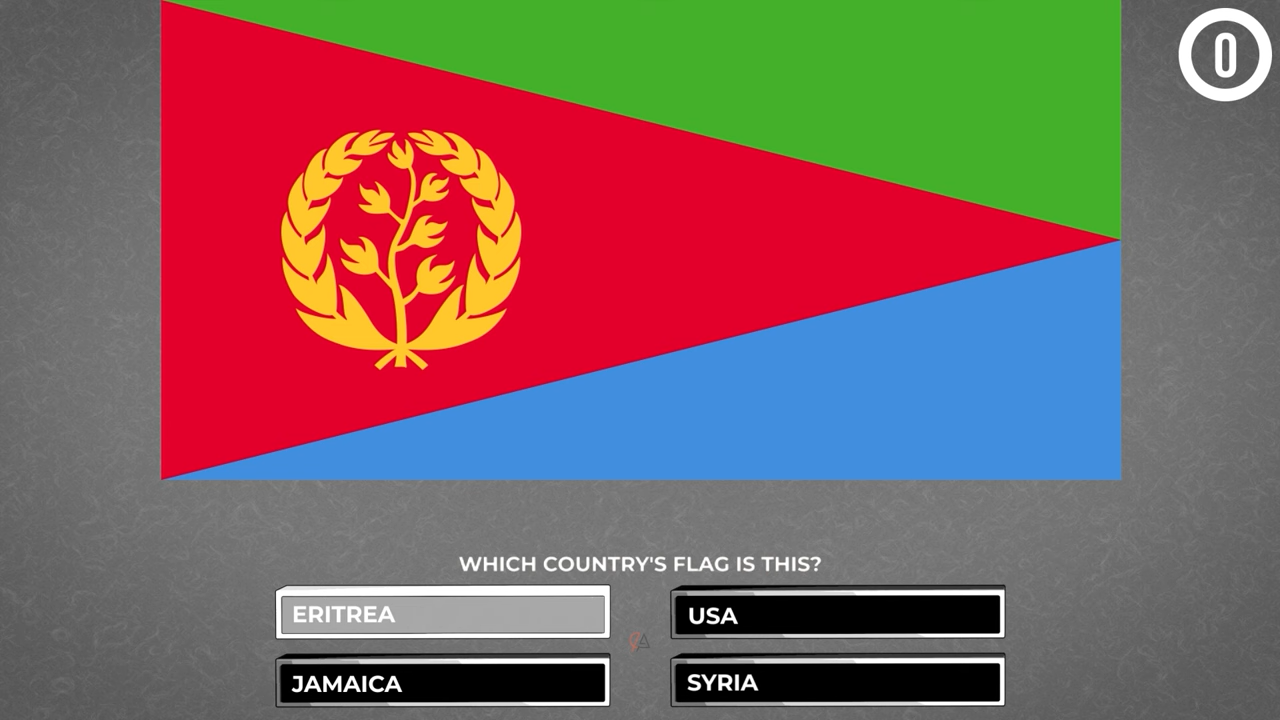 0
WHICH COUNTRY'S FLAG IS THIS?
ERITREA
USA
JAMAICA
SYRIA